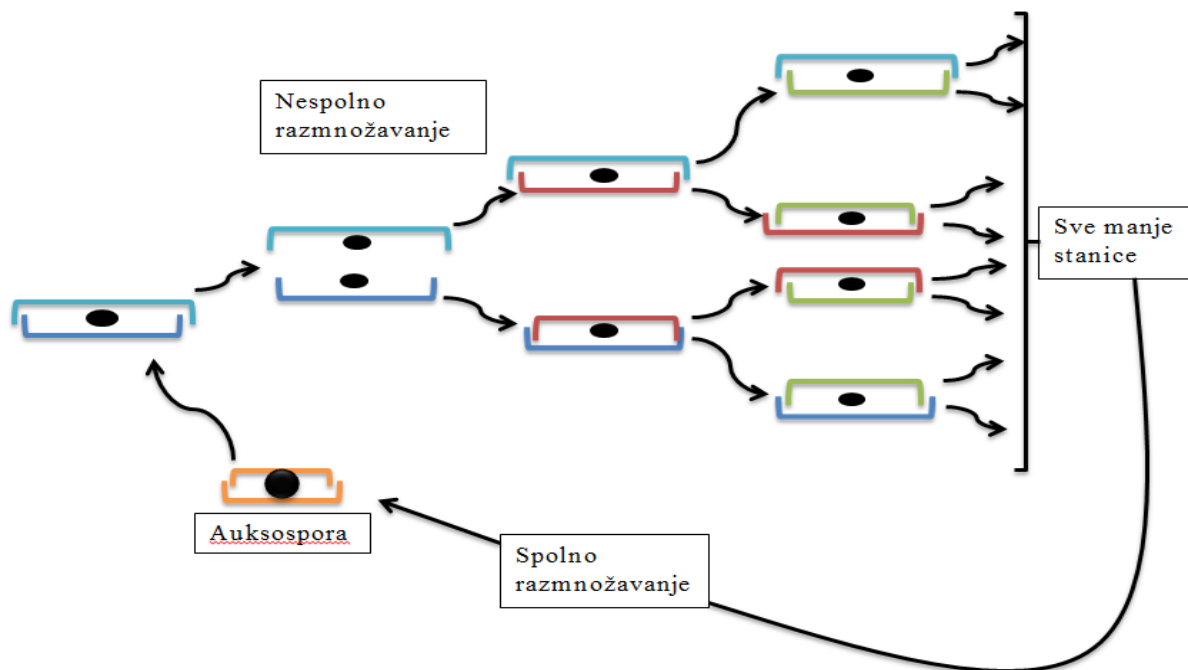 Nespolno
razmnožavanje
Sve manje
stanice
Auksospora
Spolno
razmnožavanje